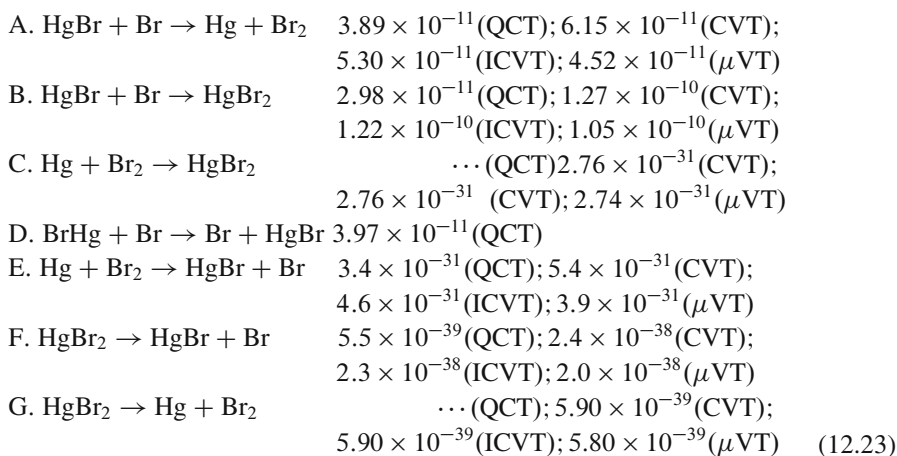 A. HgBr + Br → Hg + Br₂ 3.89 × 10⁻¹¹(QCT); 6.15 × 10⁻¹¹(CVT);
5.30 × 10⁻¹¹(ICVT); 4.52 × 10⁻¹¹(μVT)
B. HgBr + Br → HgBr₂ 2.98 × 10⁻¹¹(QCT); 1.27 × 10⁻¹⁰(CVT);
1.22 × 10⁻¹⁰(ICVT); 1.05 × 10⁻¹⁰(μVT)
C. Hg + Br₂ → HgBr₂ ⋯(QCT)2.76 × 10⁻³¹(CVT);
2.76 × 10⁻³¹ (CVT); 2.74 × 10⁻³¹(μVT)
D. BrHg + Br → Br + HgBr 3.97 × 10⁻¹¹(QCT)
E. Hg + Br₂ → HgBr + Br 3.4 × 10⁻³¹(QCT); 5.4 × 10⁻³¹(CVT);
4.6 × 10⁻³¹(ICVT); 3.9 × 10⁻³¹(μVT)
F. HgBr₂ → HgBr + Br 5.5 × 10⁻³⁹(QCT); 2.4 × 10⁻³⁸(CVT);
2.3 × 10⁻³⁸(ICVT); 2.0 × 10⁻³⁸(μVT)
G. HgBr₂ → Hg + Br₂ ⋯(QCT); 5.90 × 10⁻³⁹(CVT);
5.90 × 10⁻³⁹(ICVT); 5.80 × 10⁻³⁹(μVT) (12.23)